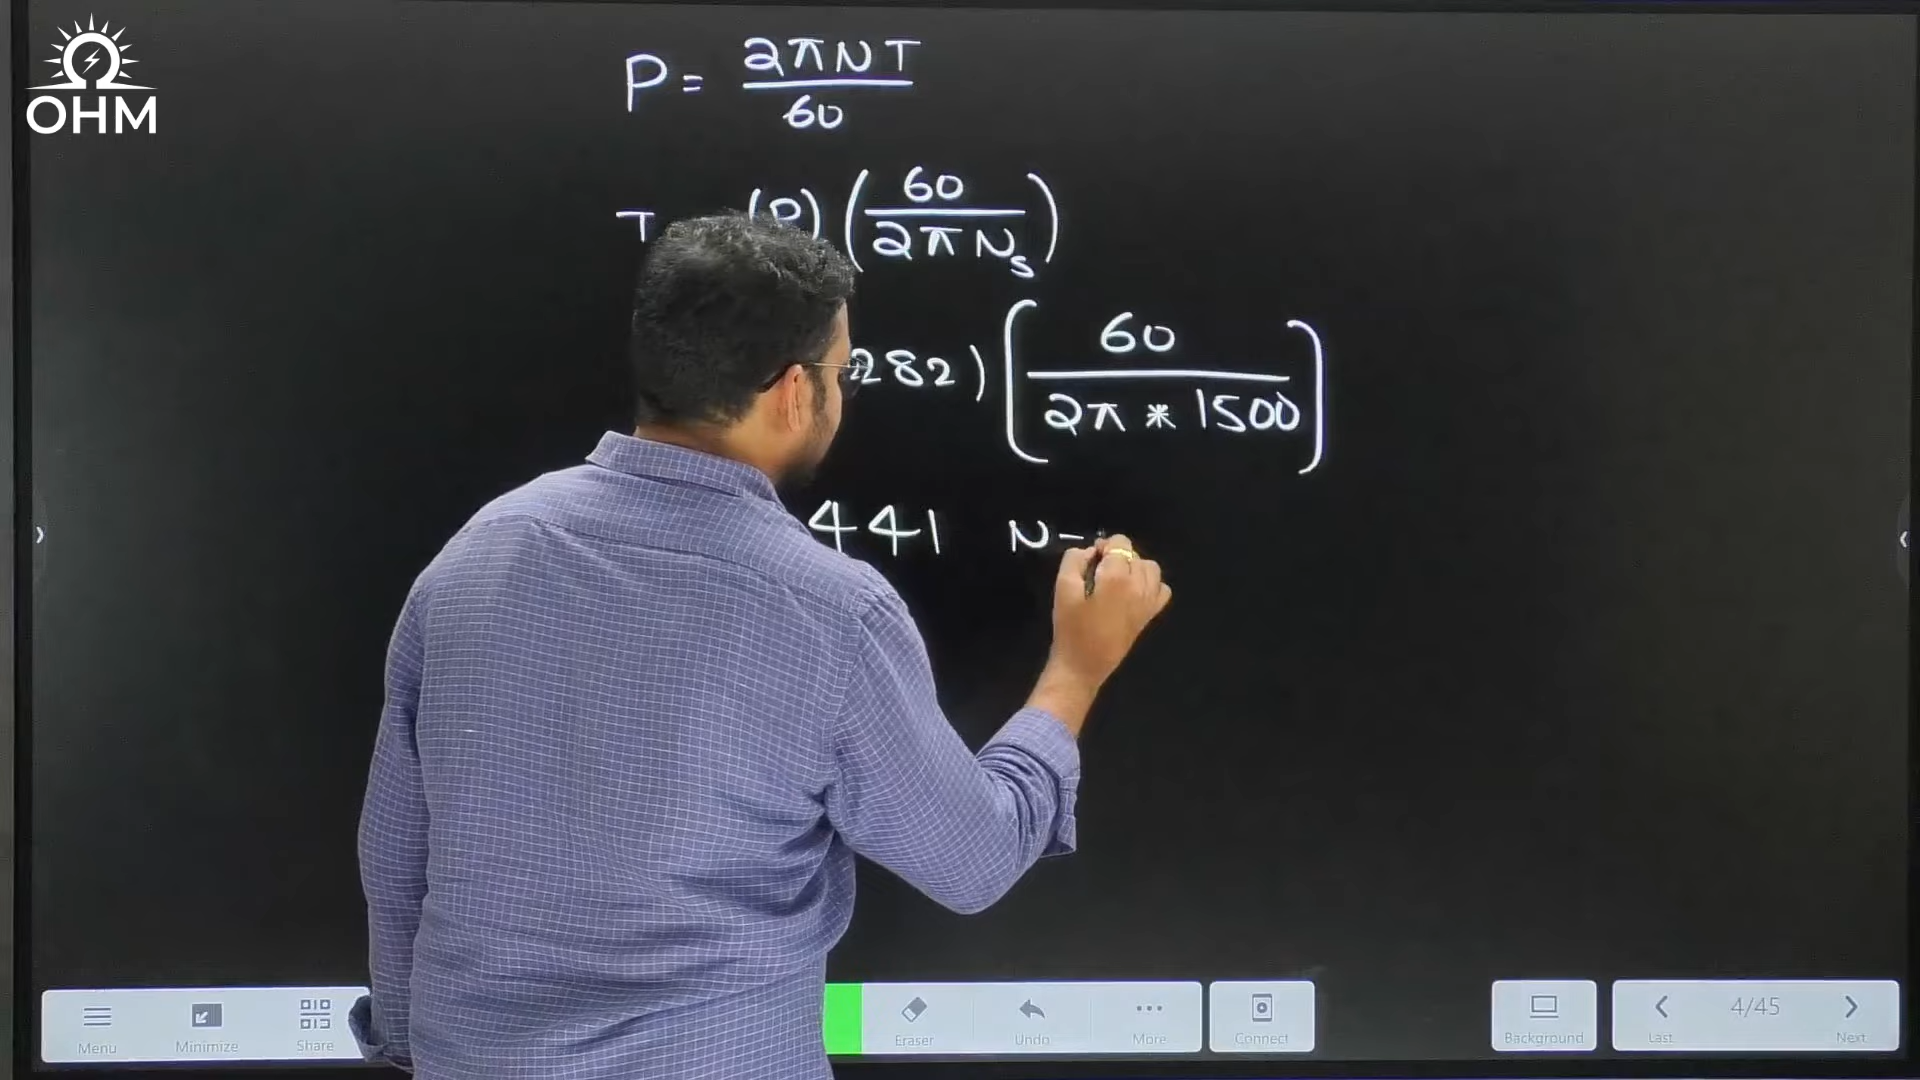 OHM
P = 2πNT / 60
T (P) ( 60 / 2πNs )
282) [ 60 / 2π * 1500 ]
441 N-
Menu
Minimize
Share
Eraser
Undo
More
Connect
Background
Last
4/45
Next